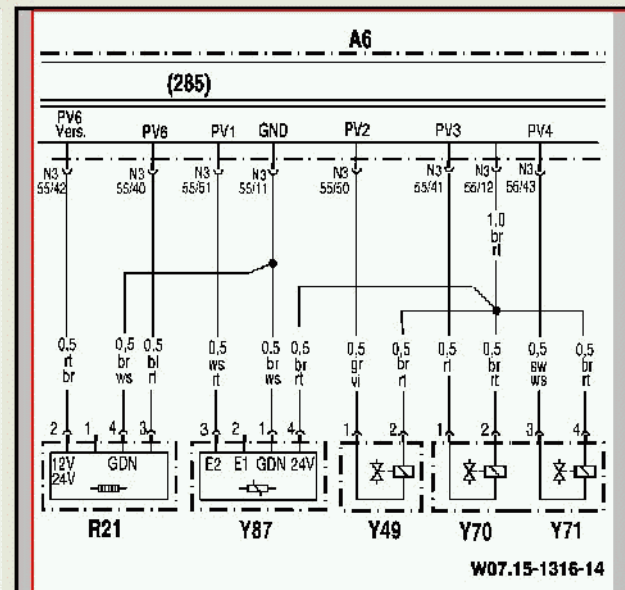 A6
(285)
PV6
Vers. PV6 PV1 GND PV2 PV3 PV4
N3 N3 N3 N3 N3 N3 N3 N3
55/42 55/40 55/51 55/11 55/50 55/41 55/12 55/43
1,0
br
rl
0,5 0,5 0,5 0,5 0,5 0,5 0,5 0,5 0,5 0,5 0,5 0,5
rt br bl ws br br gr br rl br sw br
br ws rl rt ws rt vi rl rt ws rt
2 1 4 3 3 2 1 4 1 2 1 2 3 4
12V GDN E2 E1 GDN 24V
24V
R21 Y87 Y49 Y70 Y71
W07.15-1316-14